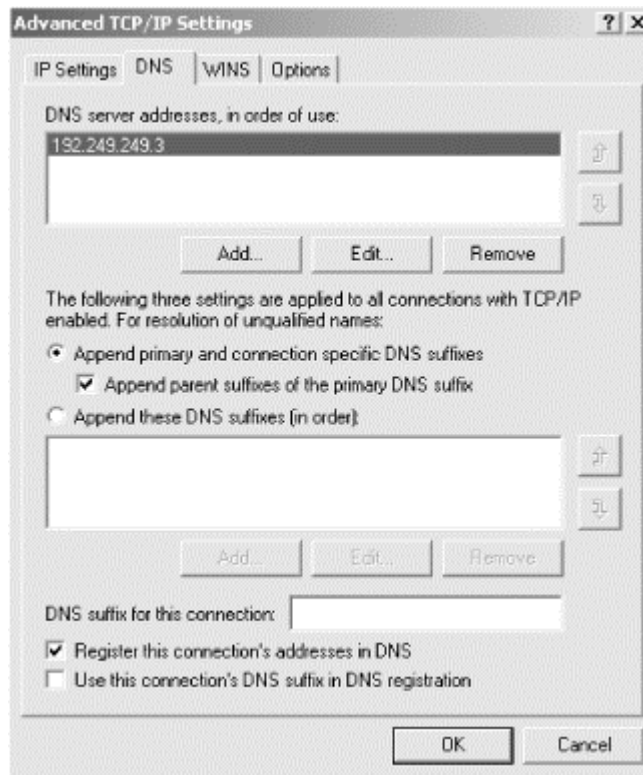 Advanced TCP/IP Settings
IP Settings DNS WINS Options
DNS server addresses, in order of use:
192.249.249.3
Add... Edit... Remove
The following three settings are applied to all connections with TCP/IP
enabled. For resolution of unqualified names:
Append primary and connection specific DNS suffixes
Append parent suffixes of the primary DNS suffix
Append these DNS suffixes (in order):
Add... Edit... Remove
DNS suffix for this connection:
Register this connection's addresses in DNS
Use this connection's DNS suffix in DNS registration
OK Cancel